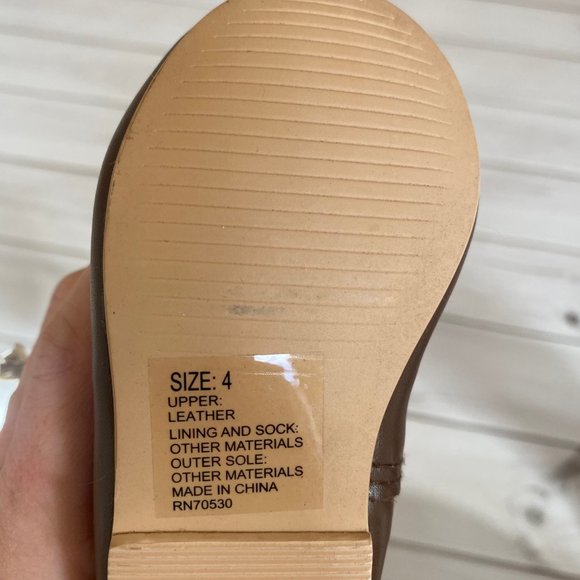 SIZE: 4
UPPER:
LEATHER
LINING AND SOCK:
OTHER MATERIALS
OUTER SOLE:
OTHER MATERIALS
MADE IN CHINA
RN70530